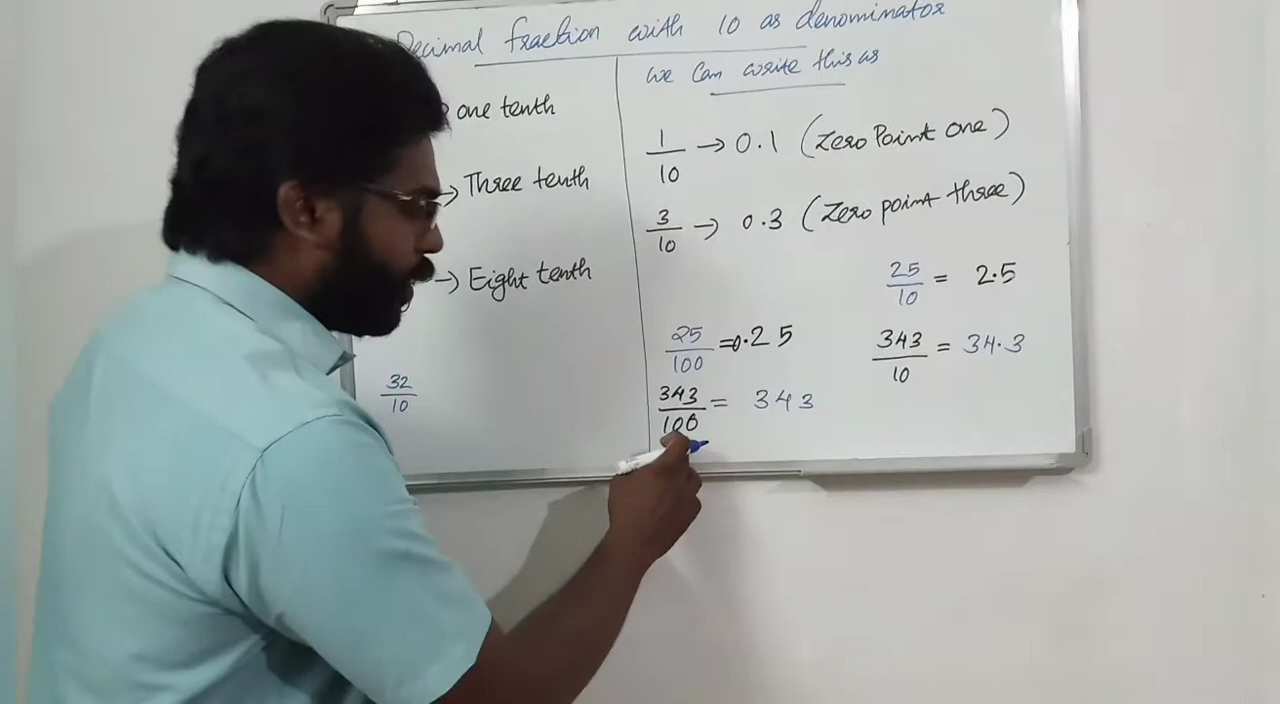 Decimal fraction with 10 as denominator
we can write this as
→ one tenth
→ Three tenth
→ Eight tenth
32/10
1/10 → 0.1 (Zero Point one)
3/10 → 0.3 (Zero point three)
25/10 = 2.5
25/100 = 0.25
343/10 = 34.3
343/100 = 343